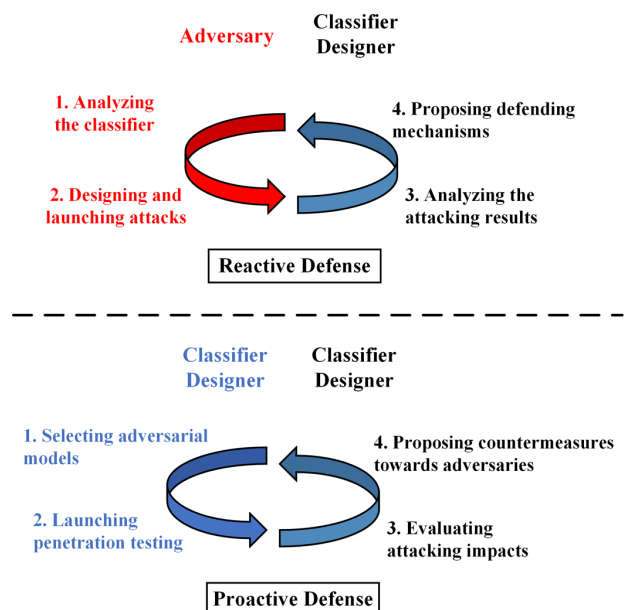 Adversary
Classifier
Designer
1. Analyzing
the classifier
4. Proposing defending
mechanisms
2. Designing and
launching attacks
3. Analyzing the
attacking results
Reactive Defense
Classifier
Designer
Classifier
Designer
1. Selecting adversarial
models
4. Proposing countermeasures
towards adversaries
2. Launching
penetration testing
3. Evaluating
attacking impacts
Proactive Defense